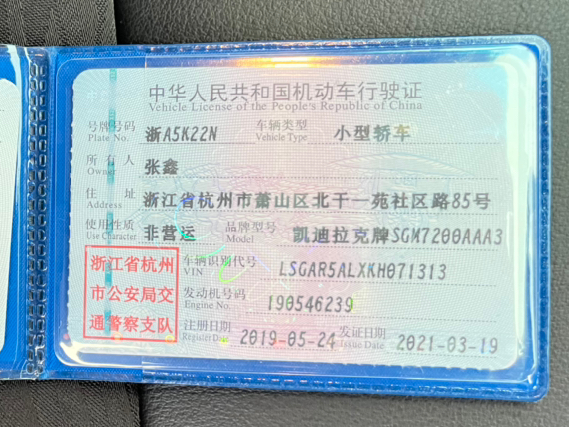 中华人民共和国机动车行驶证
Vehicle License of the People's Republic of China
号牌号码 浙A5K22N 车辆类型 小型轿车
Plate No. Vehicle Type
所有人 张鑫
Owner
住址 浙江省杭州市萧山区北干一苑社区路85号
Address
使用性质 非营运 品牌型号 凯迪拉克牌SGM7200AAA3
Use Character Model
浙江省杭州
市公安局交
通警察支队
车辆识别代号 LSGAR5ALXKH071313
VIN
发动机号码 190546239
Engine No.
注册日期 2019-05-24 发证日期 2021-03-19
Register Date Issue Date